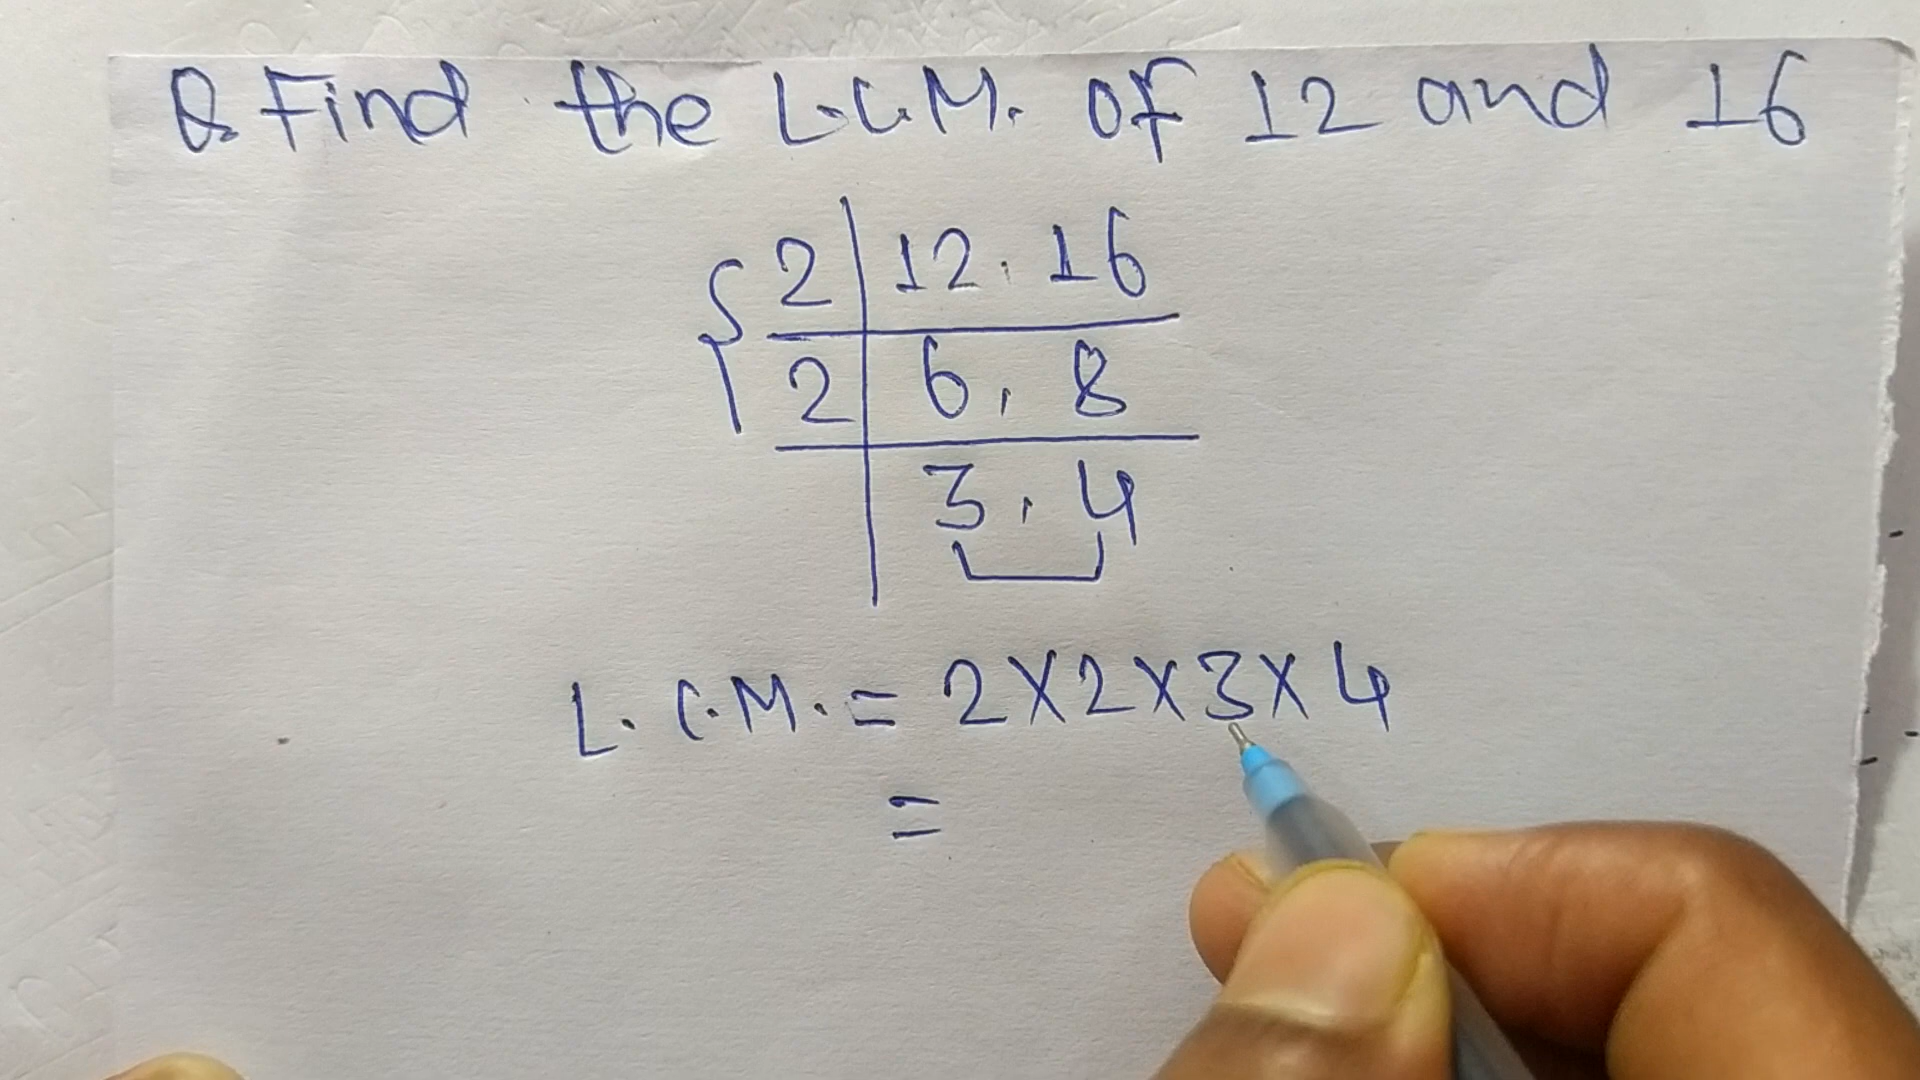 Q. Find the L.C.M. of 12 and 16
2 | 12, 16
2 | 6, 8
3, 4
L.C.M. = 2×2×3×4
=